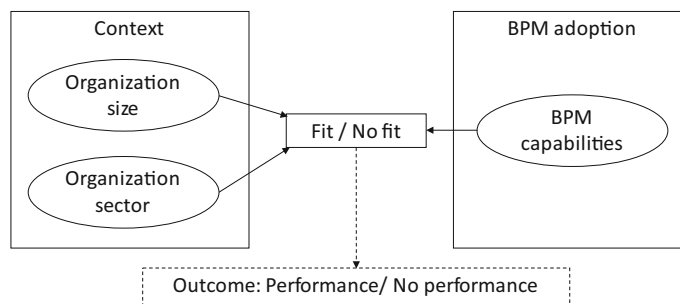 Context
Organization
size
Organization
sector
Fit / No fit
BPM adoption
BPM
capabilities
Outcome: Performance/ No performance